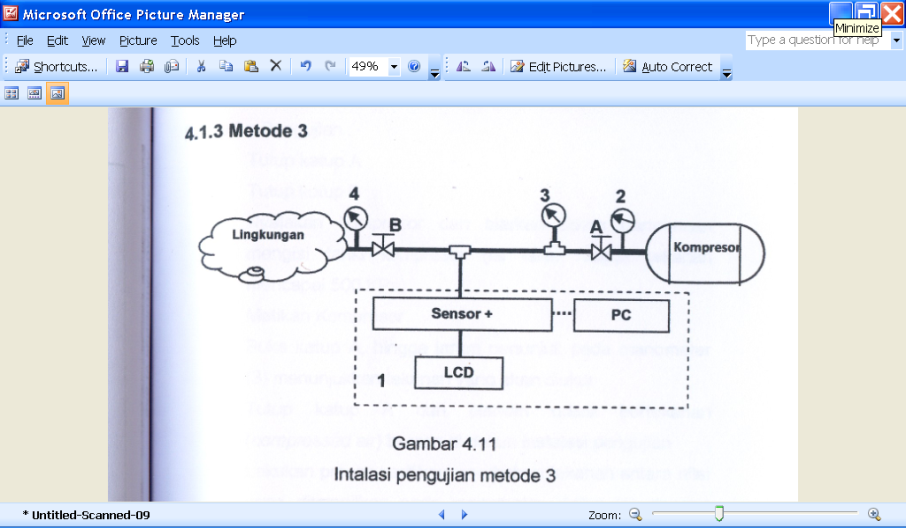 Microsoft Office Picture Manager
Minimize
File Edit View Picture Tools Help
Type a question for help
Shortcuts... 49% Edit Pictures... Auto Correct
4.1.3 Metode 3
4 3 2
B A
Lingkungan
Kompresor
Sensor + PC
LCD
1
Gambar 4.11
Intalasi pengujian metode 3
* Untitled-Scanned-09 Zoom: